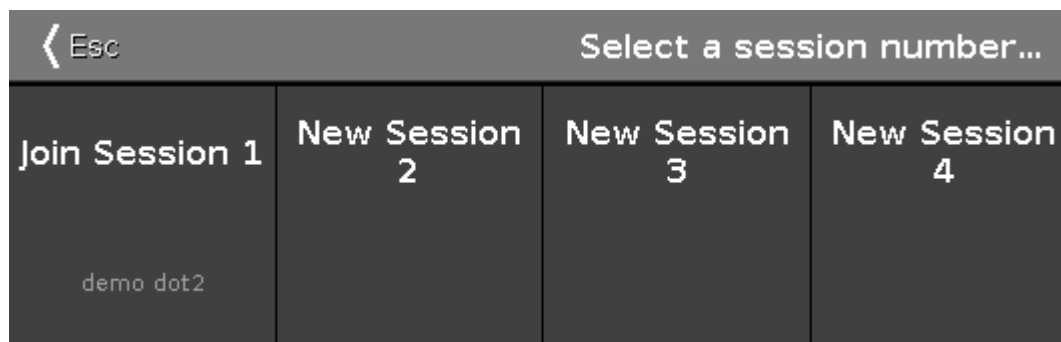 Esc
Select a session number...
Join Session 1
New Session
2
New Session
3
New Session
4
demo dot2